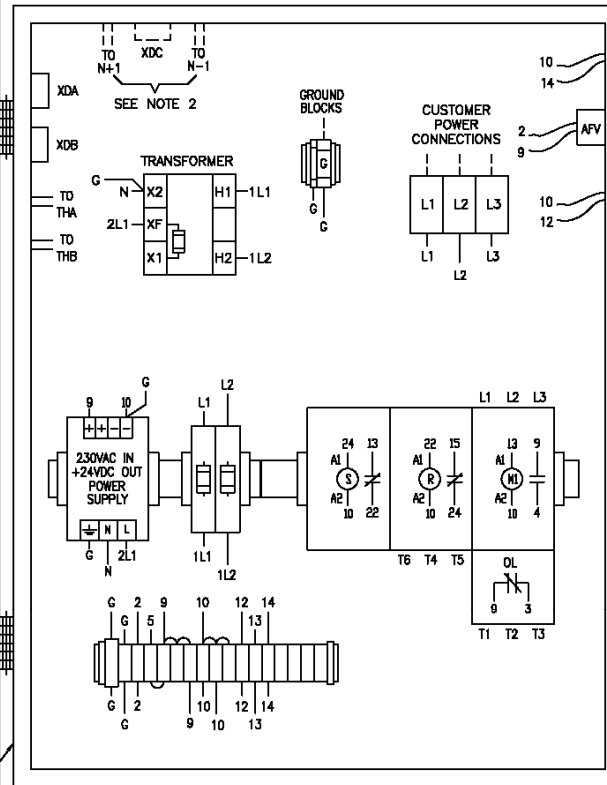 XDC
TO
N+1
TO
N-1
SEE NOTE 2
XDA
XDB
TO
THA
TO
THB
10
14
2
9
AFV
10
12
GROUND
BLOCKS
G
G
G
CUSTOMER
POWER
CONNECTIONS
L1 L2 L3
L1
L2
L3
TRANSFORMER
G
N X2 H1 1L1
2L1 XF
X1 H2 1L2
9 10 G
+ + - -
230VAC IN
+24VDC OUT
POWER
SUPPLY
N L
G 2L1
N
L1 L2
1L1
1L2
L1 L2 L3
24 13
A1
S
A2
10 22
22 15
A1
R
A2
10 24
13 9
A1
M1
A2
10 4
T6 T4 T5
OL
9 3
T1 T2 T3
G G 2 5 9 10 12 13 14
G G 2 9 10 10 12 13 14